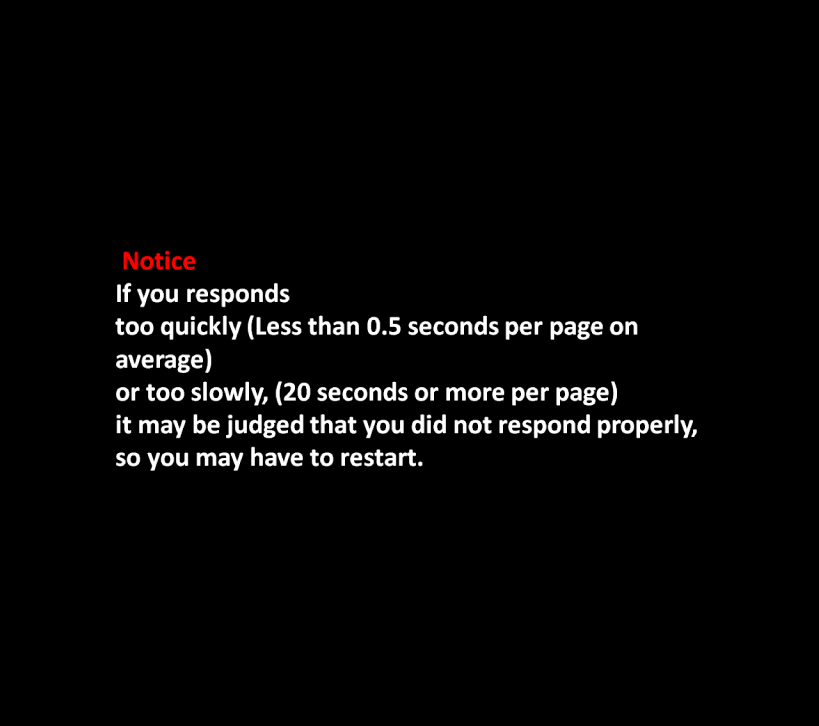 Notice
If you responds
too quickly (Less than 0.5 seconds per page on
average)
or too slowly, (20 seconds or more per page)
it may be judged that you did not respond properly,
so you may have to restart.